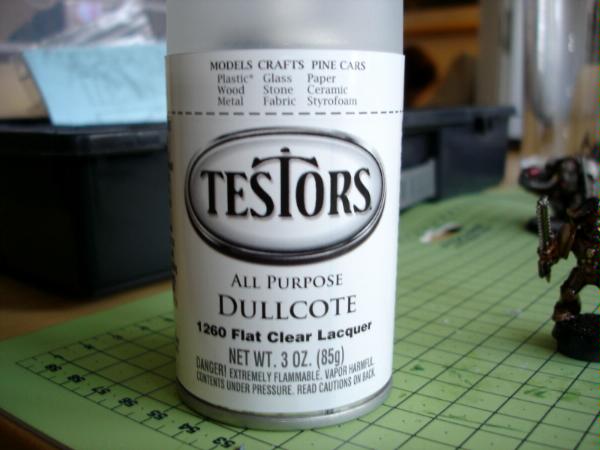 MODELS CRAFTS PINE CARS
Plastic* Glass Paper
Wood Stone Ceramic
Metal Fabric Styrofoam
TESTORS
ALL PURPOSE
DULLCOTE
1260 Flat Clear Lacquer
NET WT. 3 OZ. (85g)
DANGER! EXTREMELY FLAMMABLE. VAPOR HARMFUL.
CONTENTS UNDER PRESSURE. READ CAUTIONS ON BACK.